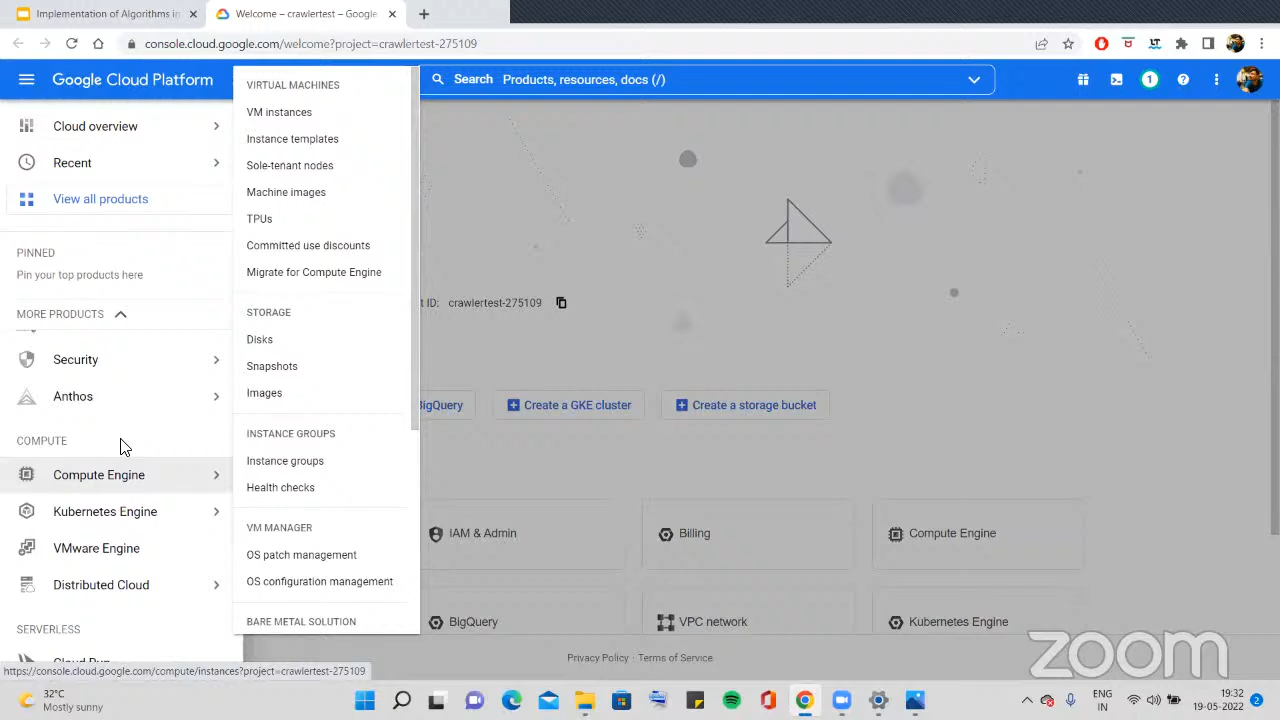 Implementation of Algorithms in
Welcome – crawlertest – Google
console.cloud.google.com/welcome?project=crawlertest-275109
Google Cloud Platform
Search Products, resources, docs (/)
1
Cloud overview
Recent
View all products
PINNED
Pin your top products here
MORE PRODUCTS
Security
Anthos
COMPUTE
Compute Engine
Kubernetes Engine
VMware Engine
Distributed Cloud
SERVERLESS
Cloud Run
VIRTUAL MACHINES
VM instances
Instance templates
Sole-tenant nodes
Machine images
TPUs
Committed use discounts
Migrate for Compute Engine
STORAGE
Disks
Snapshots
Images
INSTANCE GROUPS
Instance groups
Health checks
VM MANAGER
OS patch management
OS configuration management
BARE METAL SOLUTION
t ID: crawlertest-275109
BigQuery
Create a GKE cluster
Create a storage bucket
IAM & Admin
Billing
Compute Engine
BigQuery
VPC network
Kubernetes Engine
Privacy Policy · Terms of Service
zoom
https://console.cloud.google.com/compute/instances?project=crawlertest-275109
32°C
Mostly sunny
ENG
IN
19:32
19-05-2022
2